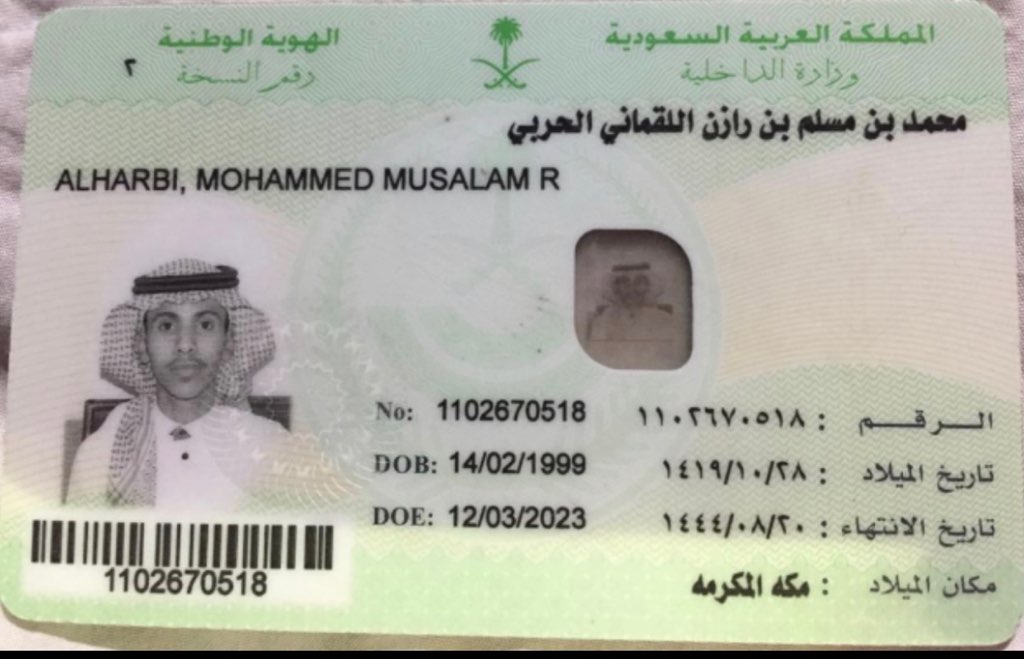 المملكة العربية السعودية
وزارة الداخلية
الهوية الوطنية
رقم النسخة ٢
محمد بن مسلم بن رازن اللقماني الحربي
ALHARBI, MOHAMMED MUSALAM R
الرقم : ١١٠٢٦٧٠٥١٨
No: 1102670518
تاريخ الميلاد : ١٤١٩/١٠/٢٨
DOB: 14/02/1999
تاريخ الانتهاء : ١٤٤٤/٠٨/٢٠
DOE: 12/03/2023
مكان الميلاد : مكه المكرمه
1102670518